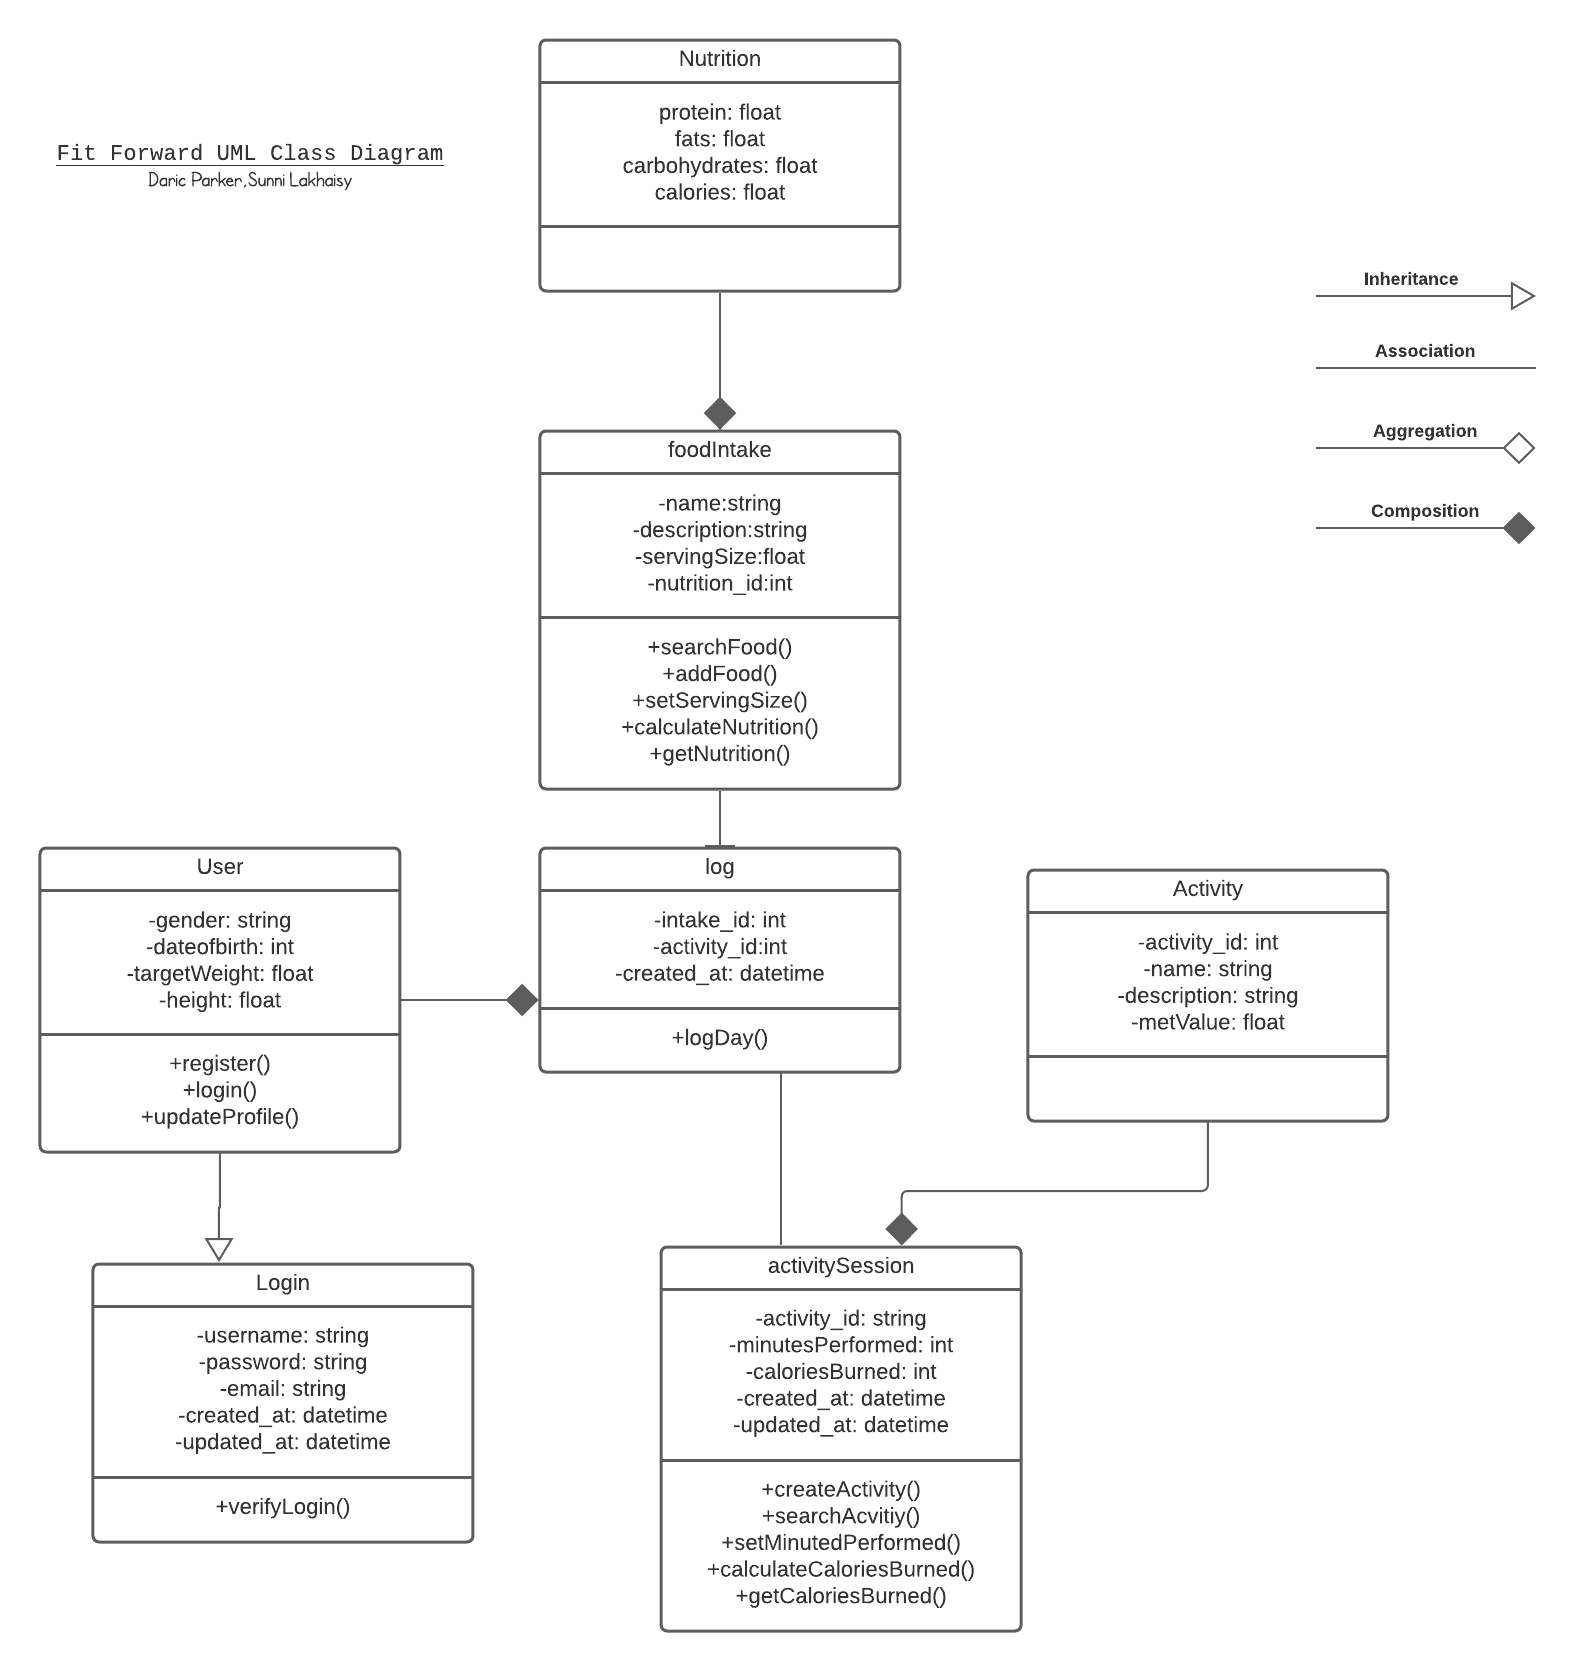 Fit Forward UML Class Diagram
Daric Parker,Sunni Lakhaisy
Nutrition
protein: float
fats: float
carbohydrates: float
calories: float
Inheritance
Association
Aggregation
Composition
foodIntake
-name:string
-description:string
-servingSize:float
-nutrition_id:int
+searchFood()
+addFood()
+setServingSize()
+calculateNutrition()
+getNutrition()
User
-gender: string
-dateofbirth: int
-targetWeight: float
-height: float
+register()
+login()
+updateProfile()
log
-intake_id: int
-activity_id:int
-created_at: datetime
+logDay()
Activity
-activity_id: int
-name: string
-description: string
-metValue: float
Login
-username: string
-password: string
-email: string
-created_at: datetime
-updated_at: datetime
+verifyLogin()
activitySession
-activity_id: string
-minutesPerformed: int
-caloriesBurned: int
-created_at: datetime
-updated_at: datetime
+createActivity()
+searchAcvitiy()
+setMinutedPerformed()
+calculateCaloriesBurned()
+getCaloriesBurned()